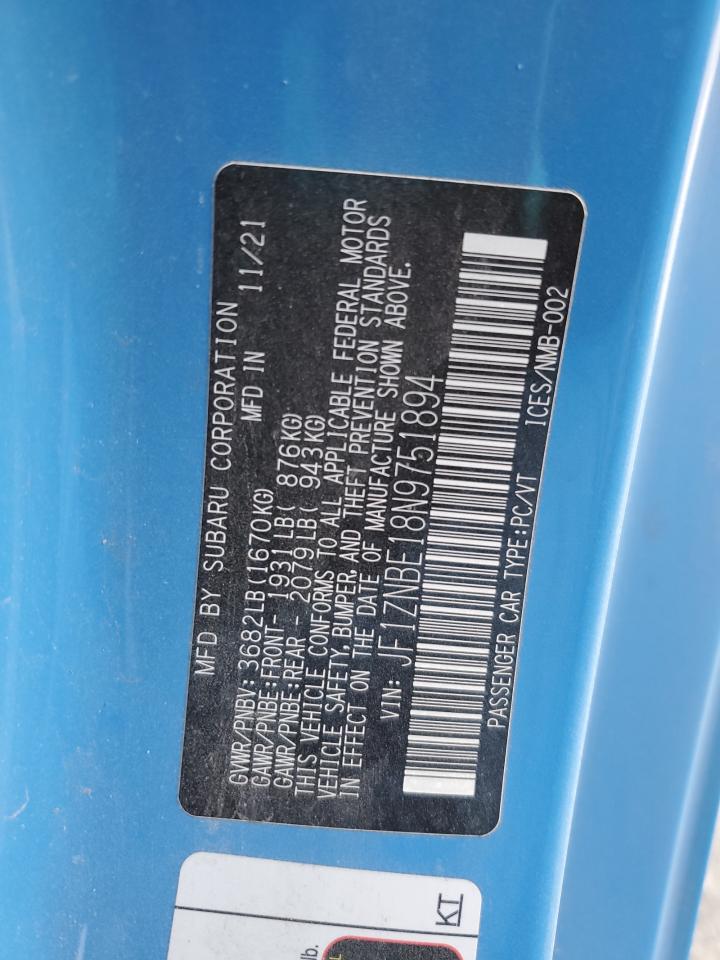 MFD BY SUBARU CORPORATION
MFD IN 11/21
GVWR/PNBV: 3682LB(1670KG)
GAWR/PNBE:FRONT- 1931LB( 876KG)
GAWR/PNBE:REAR - 2079LB( 943KG)
THIS VEHICLE CONFORMS TO ALL APPLICABLE FEDERAL MOTOR
VEHICLE SAFETY, BUMPER, AND THEFT PREVENTION STANDARDS
IN EFFECT ON THE DATE OF MANUFACTURE SHOWN ABOVE.
VIN: JF1ZNBE18N9751894
PASSENGER CAR TYPE:PC/VT ICES/NMB-002
KT
lb.